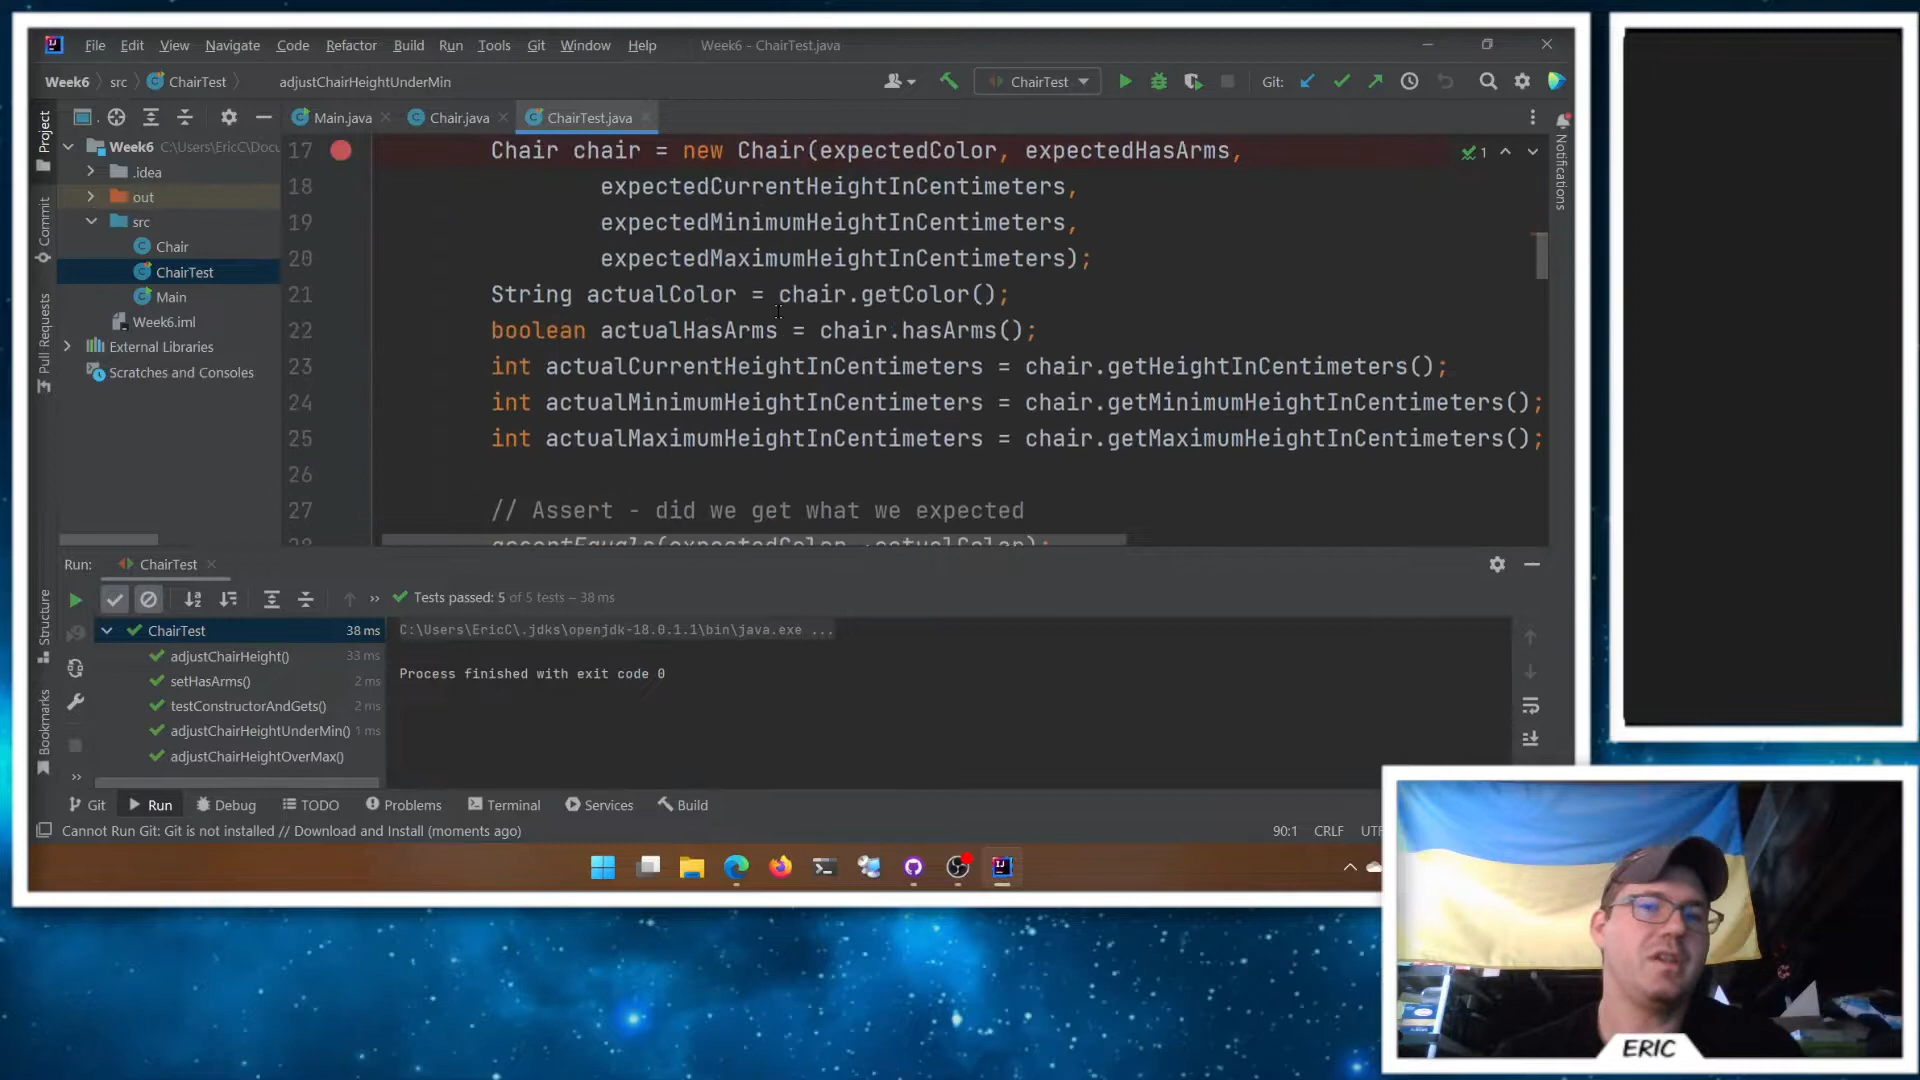 File Edit View Navigate Code Refactor Build Run Tools Git Window Help Week6 - ChairTest.java
Week6 src ChairTest adjustChairHeightUnderMin ChairTest Git:
Project
Commit
Pull Requests
Structure
Bookmarks
Notifications
Main.java Chair.java ChairTest.java
Week6 C:\Users\EricC\Docu
.idea
out
src
Chair
ChairTest
Main
Week6.iml
External Libraries
Scratches and Consoles
1
17 Chair chair = new Chair(expectedColor, expectedHasArms,
18 expectedCurrentHeightInCentimeters,
19 expectedMinimumHeightInCentimeters,
20 expectedMaximumHeightInCentimeters);
21 String actualColor = chair.getColor();
22 boolean actualHasArms = chair.hasArms();
23 int actualCurrentHeightInCentimeters = chair.getHeightInCentimeters();
24 int actualMinimumHeightInCentimeters = chair.getMinimumHeightInCentimeters();
25 int actualMaximumHeightInCentimeters = chair.getMaximumHeightInCentimeters();
26
27 // Assert - did we get what we expected
28 assertEquals(expectedColor, actualColor);
Run: ChairTest
» Tests passed: 5 of 5 tests – 38 ms
ChairTest 38 ms
adjustChairHeight() 33 ms
setHasArms() 2 ms
testConstructorAndGets() 2 ms
adjustChairHeightUnderMin() 1 ms
adjustChairHeightOverMax()
C:\Users\EricC\.jdks\openjdk-18.0.1.1\bin\java.exe ...
Process finished with exit code 0
»
Git Run Debug TODO Problems Terminal Services Build
Cannot Run Git: Git is not installed // Download and Install (moments ago) 90:1 CRLF UTF
ERIC